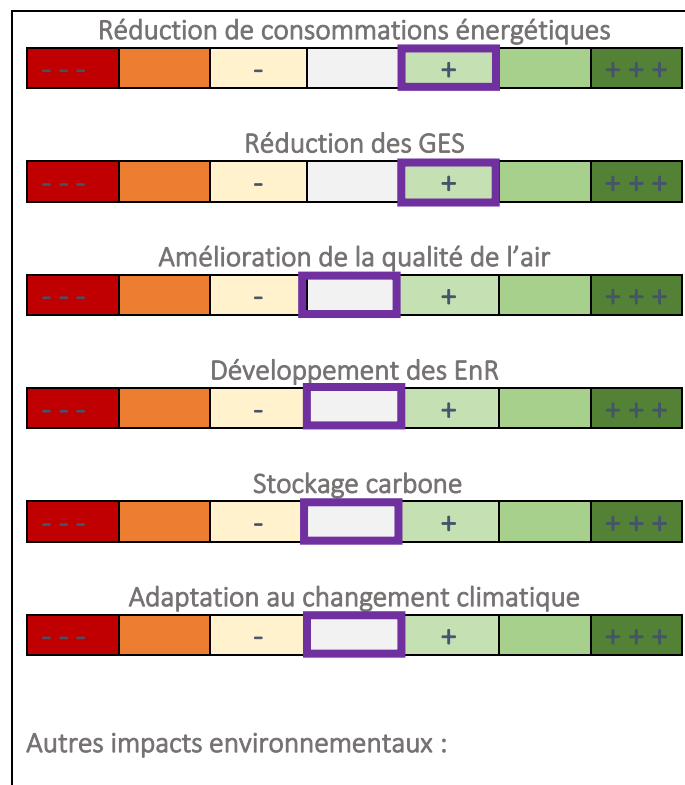 Réduction de consommations énergétiques
- - - - + + + +
Réduction des GES
- - - - + + + +
Amélioration de la qualité de l’air
- - - - + + + +
Développement des EnR
- - - - + + + +
Stockage carbone
- - - - + + + +
Adaptation au changement climatique
- - - - + + + +
Autres impacts environnementaux :